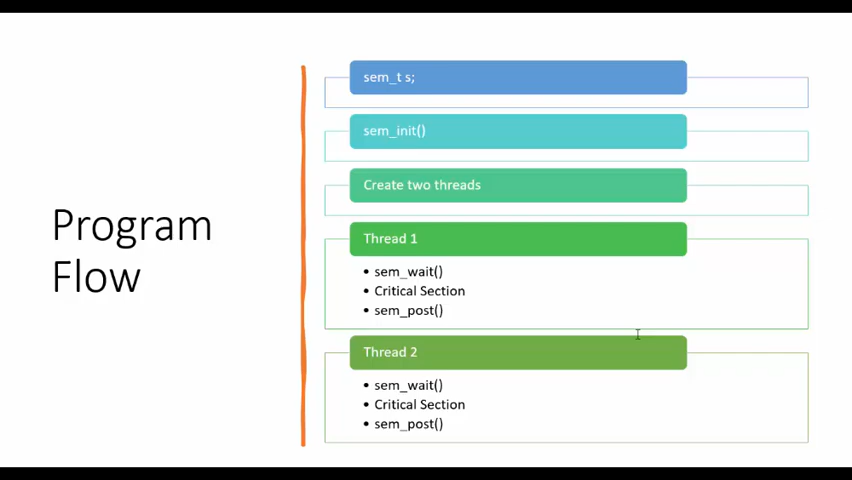 Program
Flow
sem_t s;
sem_init()
Create two threads
Thread 1
• sem_wait()
• Critical Section
• sem_post()
Thread 2
• sem_wait()
• Critical Section
• sem_post()